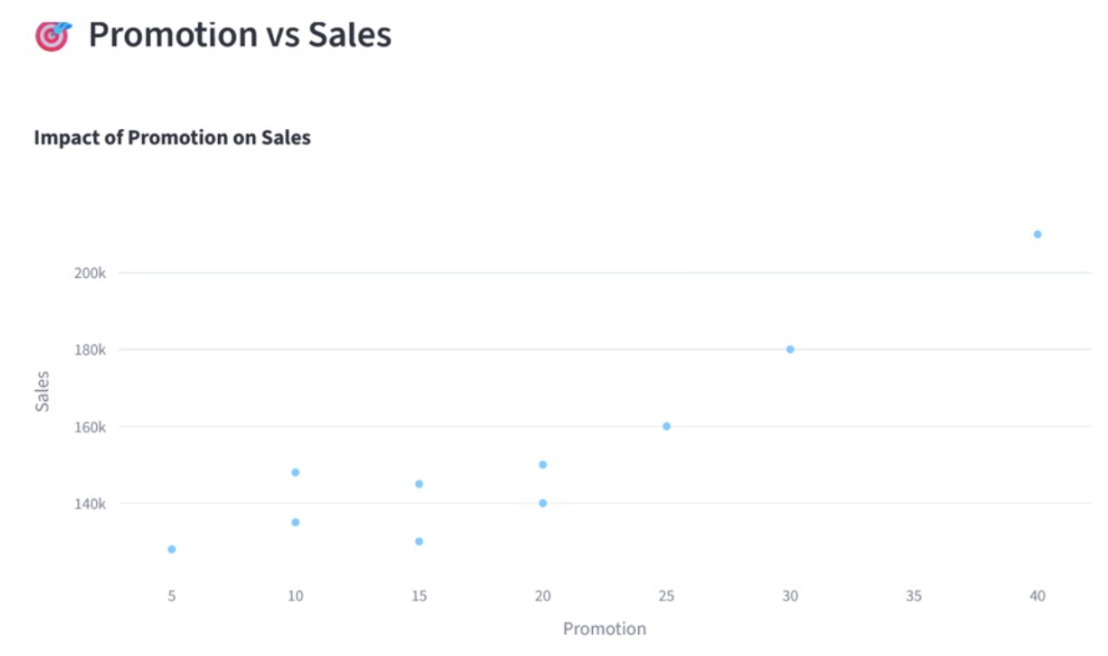 🎯 Promotion vs Sales
Impact of Promotion on Sales
200k
180k
160k
140k
Sales
5 10 15 20 25 30 35 40
Promotion